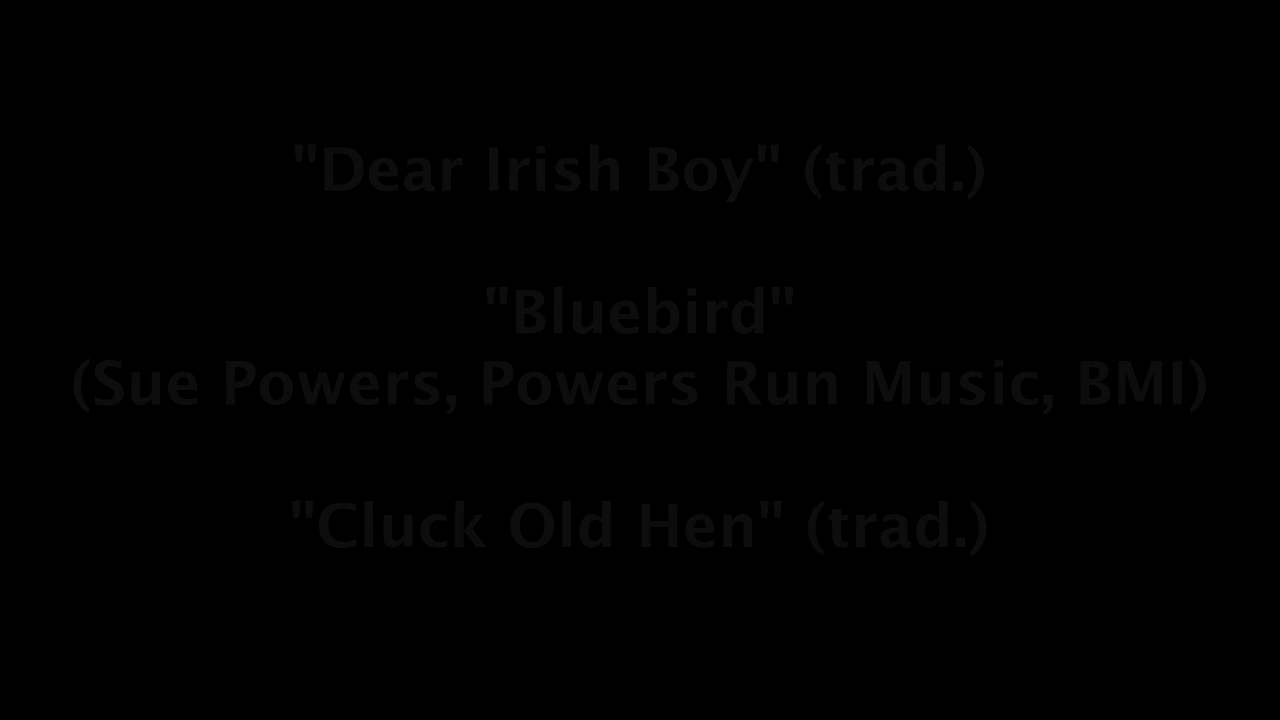 "Dear Irish Boy" (trad.)
"Bluebird"
(Sue Powers, Powers Run Music, BMI)
"Cluck Old Hen" (trad.)